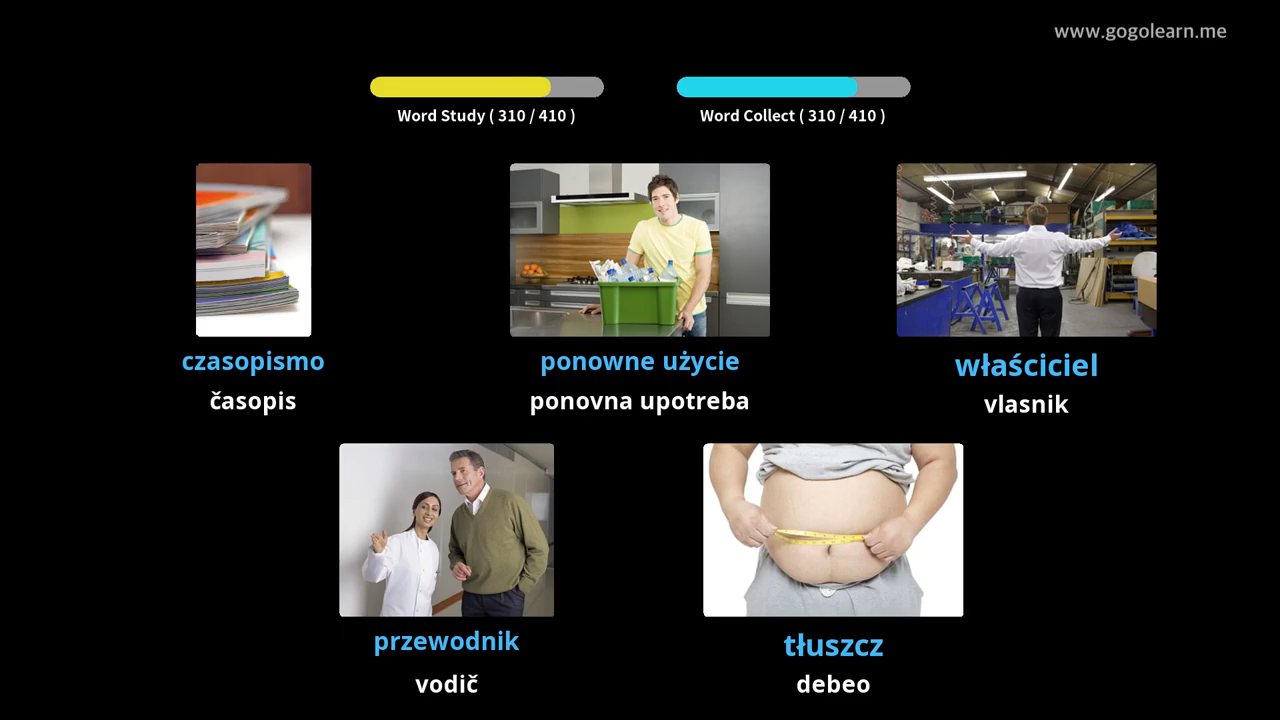 www.gogolearn.me
Word Study ( 310 / 410 )
Word Collect ( 310 / 410 )
czasopismo
časopis
ponowne użycie
ponovna upotreba
właściciel
vlasnik
przewodnik
vodič
tłuszcz
debeo